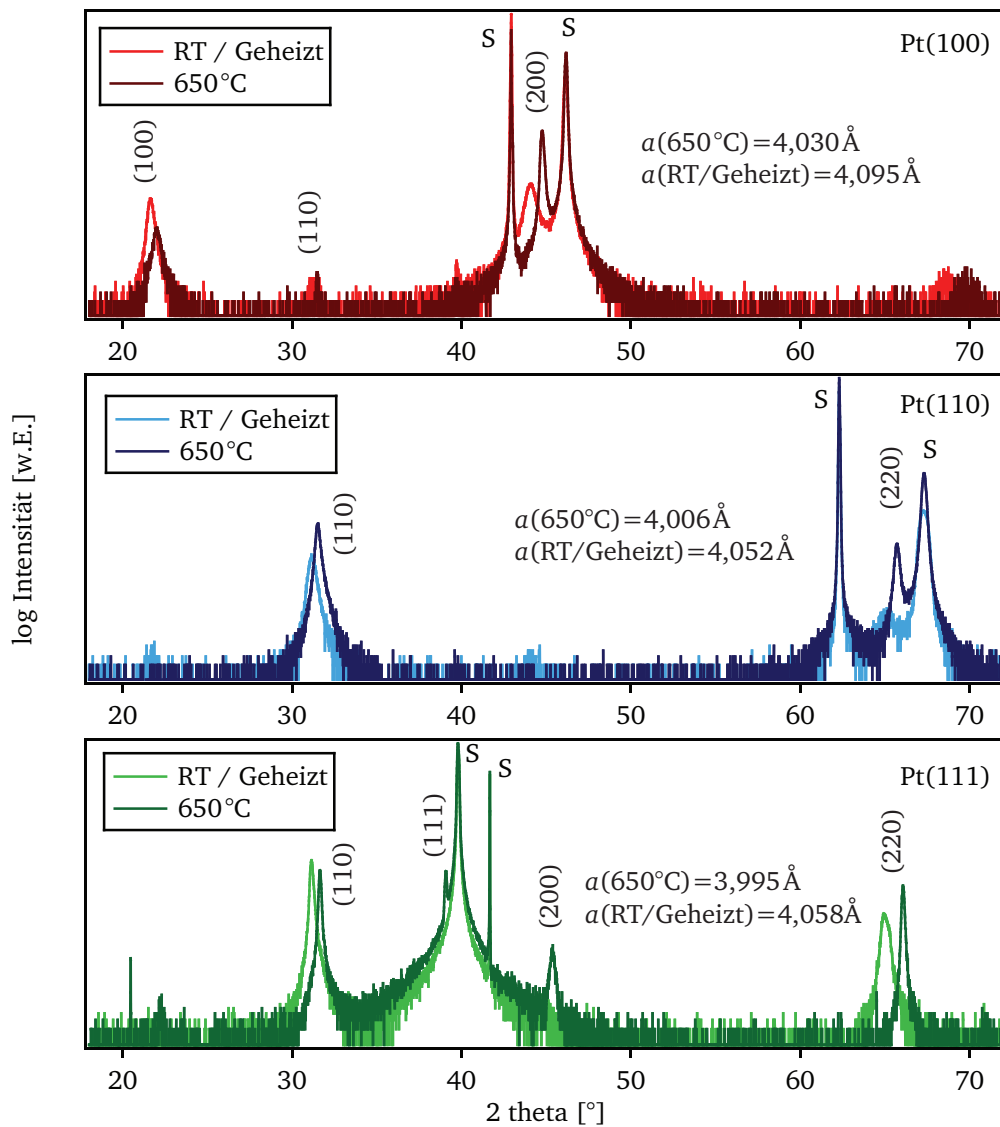 RT / Geheizt
650°C
(100)
(110)
S
(200)
S
Pt(100)
a(650°C)=4,030Å
a(RT/Geheizt)=4,095Å
20 30 40 50 60 70
log Intensität [w.E.]
RT / Geheizt
650°C
(110)
S
(220)
S
Pt(110)
a(650°C)=4,006Å
a(RT/Geheizt)=4,052Å
20 30 40 50 60 70
RT / Geheizt
650°C
(110)
(111)
S
S
(200)
(220)
Pt(111)
a(650°C)=3,995Å
a(RT/Geheizt)=4,058Å
20 30 40 50 60 70
2 theta [°]